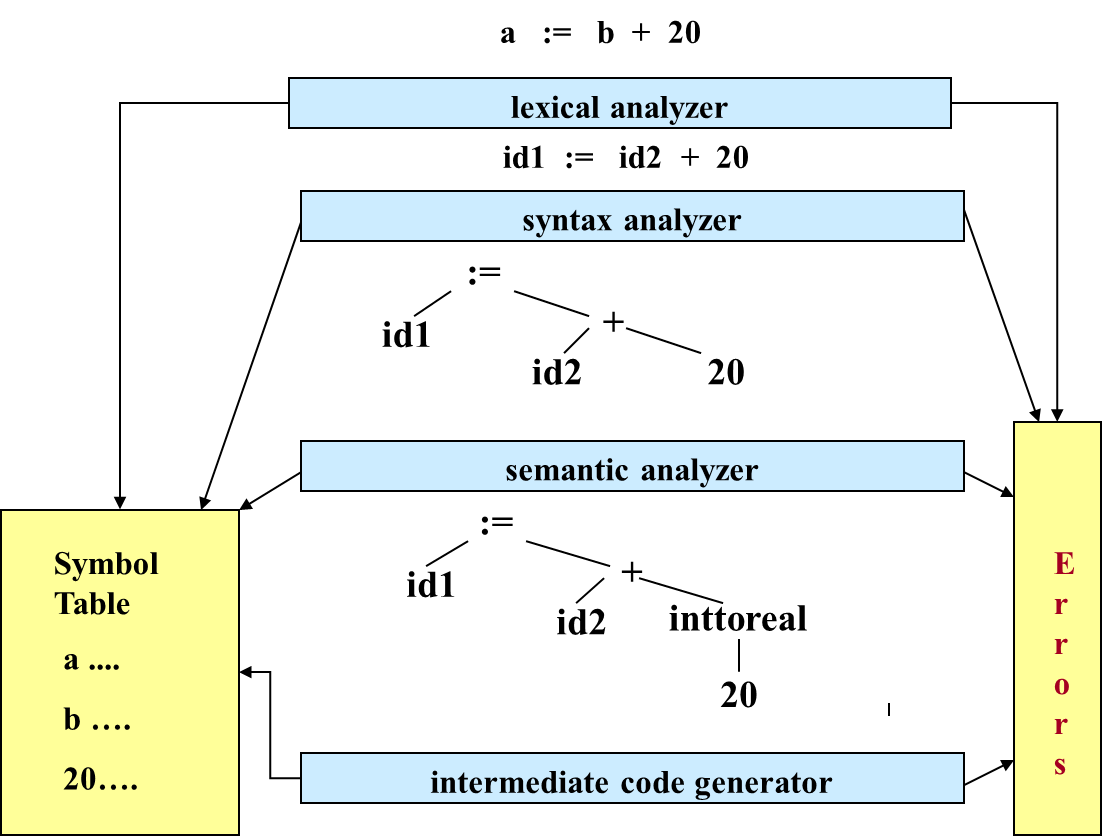 a := b + 20
lexical analyzer
id1 := id2 + 20
syntax analyzer
:=
id1
+
id2
20
semantic analyzer
:=
id1
+
id2
inttoreal
20
intermediate code generator
Symbol
Table
a ....
b ….
20….
E
r
r
o
r
s